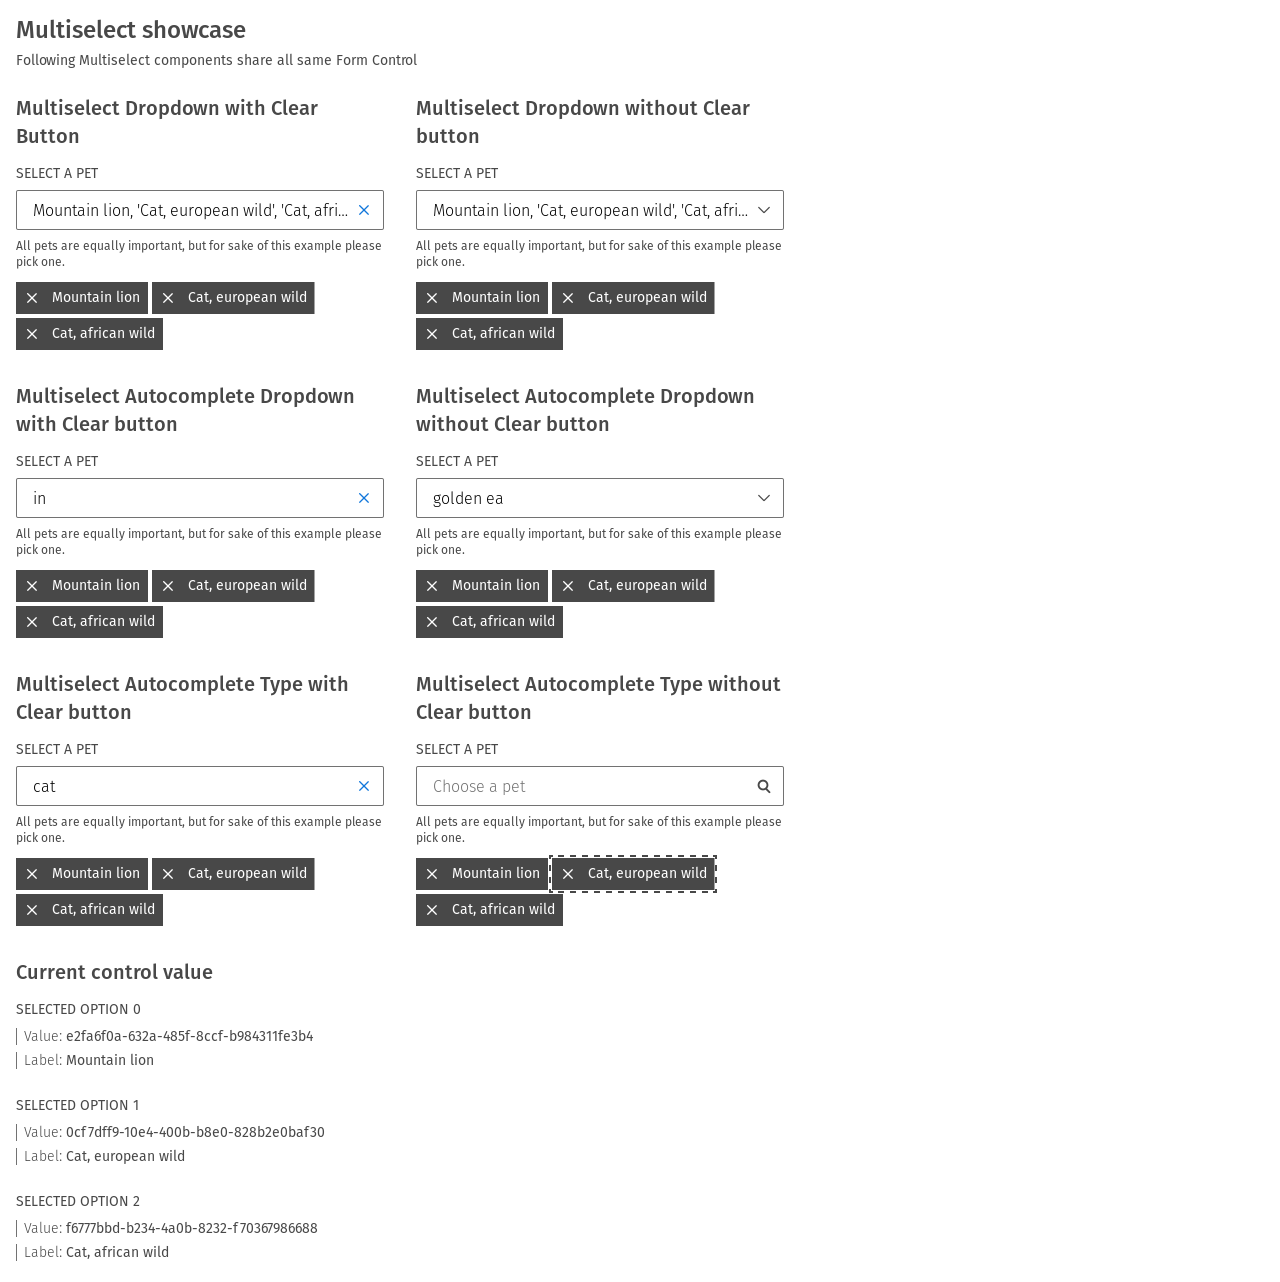 Multiselect showcase
Following Multiselect components share all same Form Control
Multiselect Dropdown with Clear
Button
SELECT A PET
Mountain lion, 'Cat, european wild', 'Cat, afri...
All pets are equally important, but for sake of this example please
pick one.
Mountain lion
Cat, european wild
Cat, african wild
Multiselect Dropdown without Clear
button
SELECT A PET
Mountain lion, 'Cat, european wild', 'Cat, afri...
All pets are equally important, but for sake of this example please
pick one.
Mountain lion
Cat, european wild
Cat, african wild
Multiselect Autocomplete Dropdown
with Clear button
SELECT A PET
in
All pets are equally important, but for sake of this example please
pick one.
Mountain lion
Cat, european wild
Cat, african wild
Multiselect Autocomplete Dropdown
without Clear button
SELECT A PET
golden ea
All pets are equally important, but for sake of this example please
pick one.
Mountain lion
Cat, european wild
Cat, african wild
Multiselect Autocomplete Type with
Clear button
SELECT A PET
cat
All pets are equally important, but for sake of this example please
pick one.
Mountain lion
Cat, european wild
Cat, african wild
Multiselect Autocomplete Type without
Clear button
SELECT A PET
Choose a pet
All pets are equally important, but for sake of this example please
pick one.
Mountain lion
Cat, european wild
Cat, african wild
Current control value
SELECTED OPTION 0
Value: e2fa6f0a-632a-485f-8ccf-b984311fe3b4
Label: Mountain lion
SELECTED OPTION 1
Value: 0cf7dff9-10e4-400b-b8e0-828b2e0baf30
Label: Cat, european wild
SELECTED OPTION 2
Value: f6777bbd-b234-4a0b-8232-f70367986688
Label: Cat, african wild